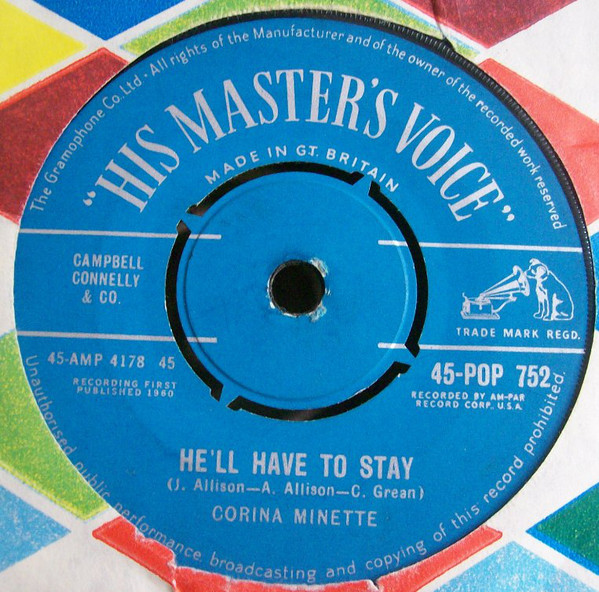 The Gramophone Co. Ltd · All rights of the Manufacturer and of the owner of the recorded work reserved
"HIS MASTER'S VOICE"
MADE IN GT. BRITAIN
CAMPBELL
CONNELLY
& CO.
TRADE MARK REGD.
45-AMP 4178 45
RECORDING FIRST
PUBLISHED 1960
45-POP 752
RECORDED BY AM-PAR
RECORD CORP. U.S.A.
HE'LL HAVE TO STAY
(J. Allison—A. Allison—C. Grean)
CORINA MINETTE
Unauthorised public performance broadcasting and copying of this record prohibited.